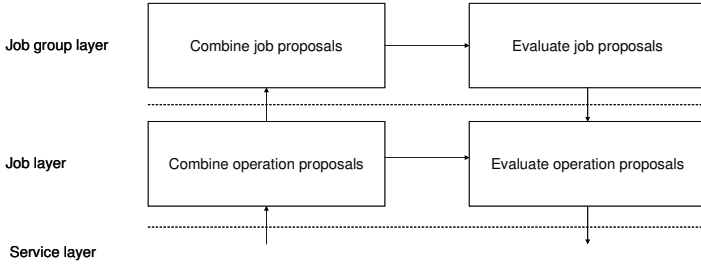 Job group layer
Combine job proposals
Evaluate job proposals
Job layer
Combine operation proposals
Evaluate operation proposals
Service layer